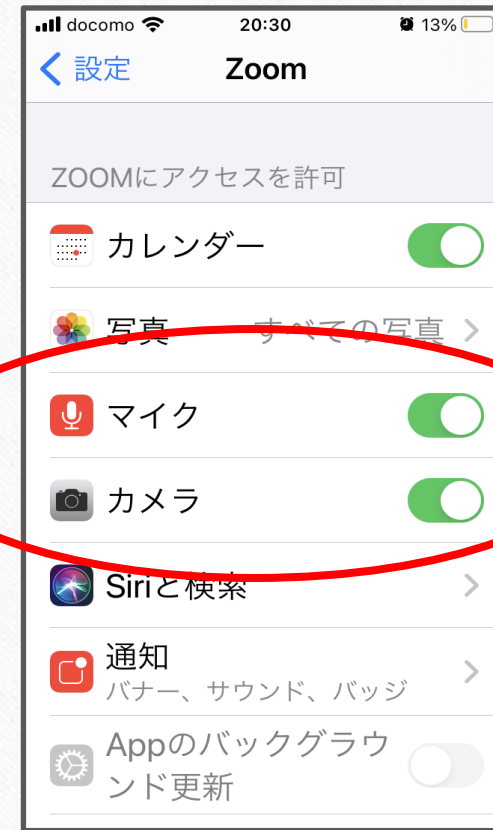 docomo 20:30 13%
設定 Zoom
ZOOMにアクセスを許可
カレンダー
写真 すべての写真
マイク
カメラ
Siriと検索
通知
バナー、サウンド、バッジ
Appのバックグラウ
ンド更新